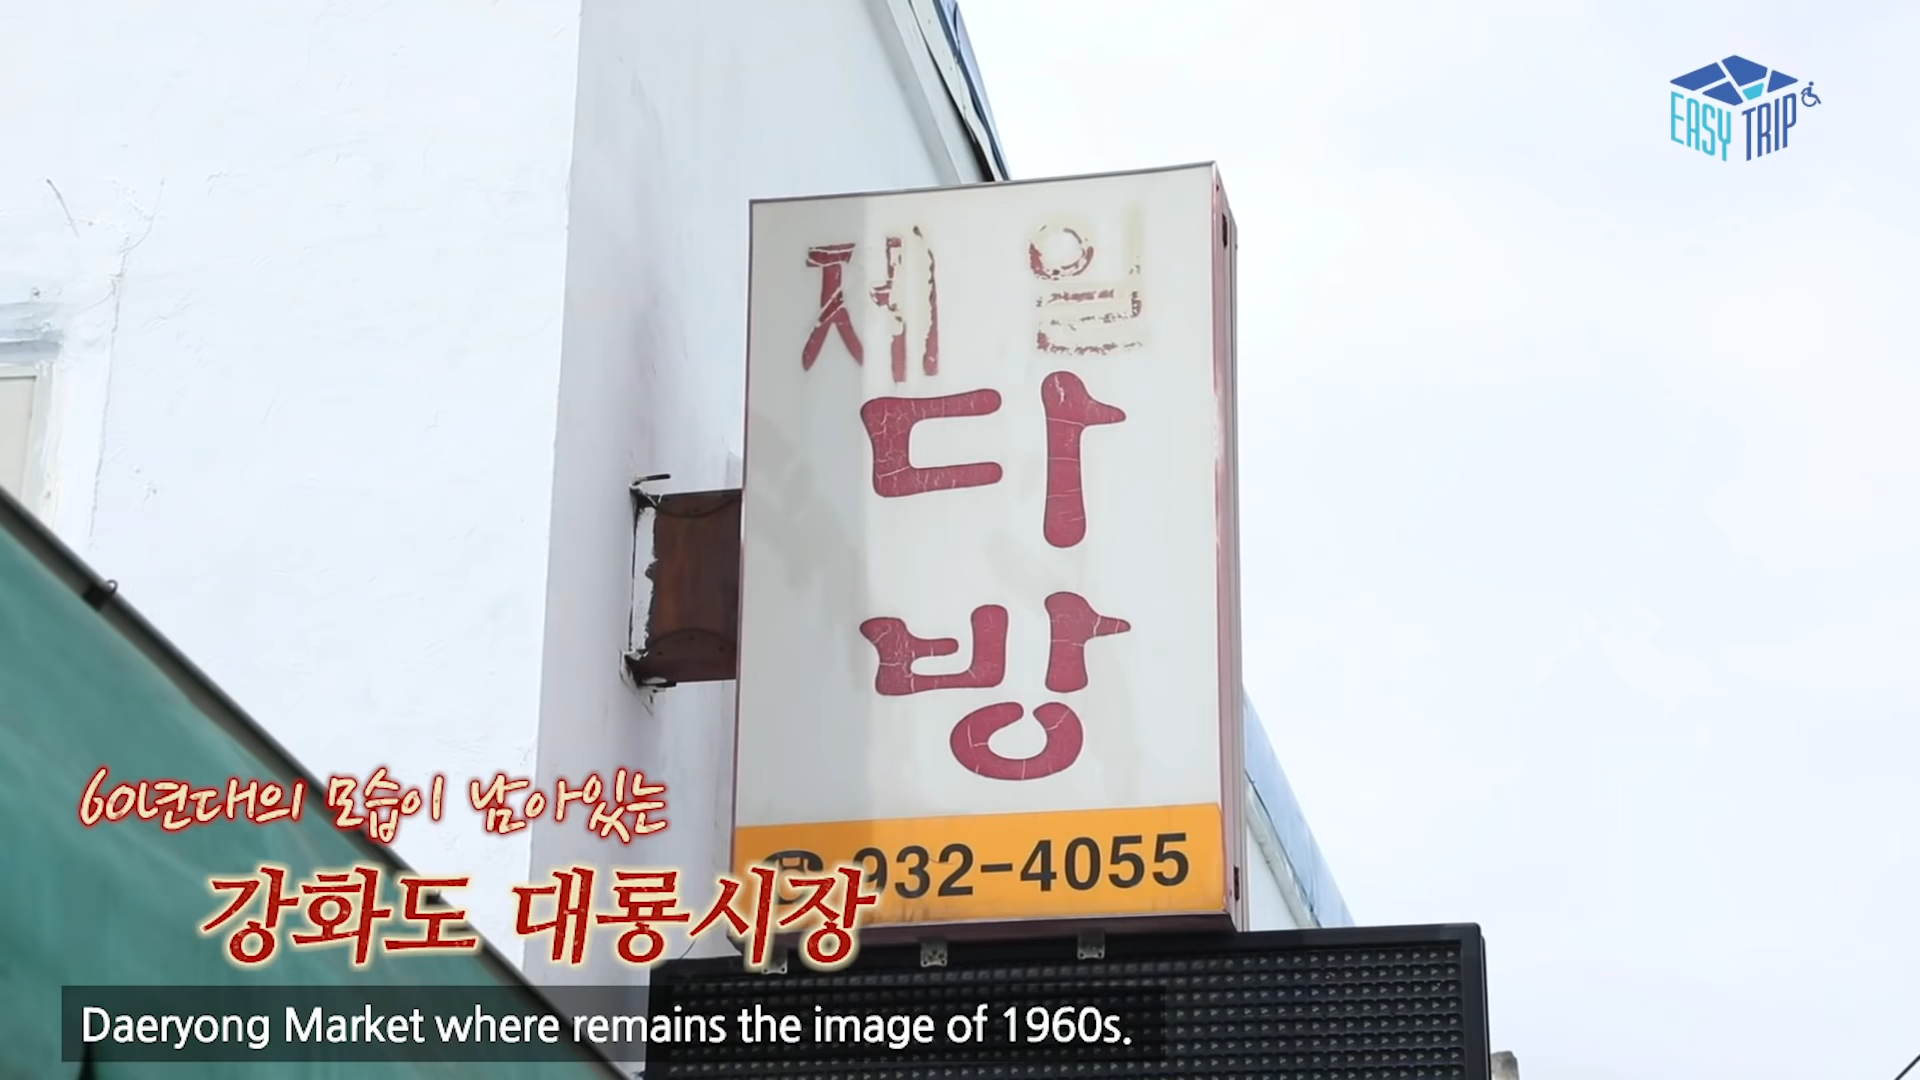 EASY TRIP
제 일
다
방
932-4055
60년대의 모습이 남아있는
강화도 대룡시장
Daeryong Market where remains the image of 1960s.